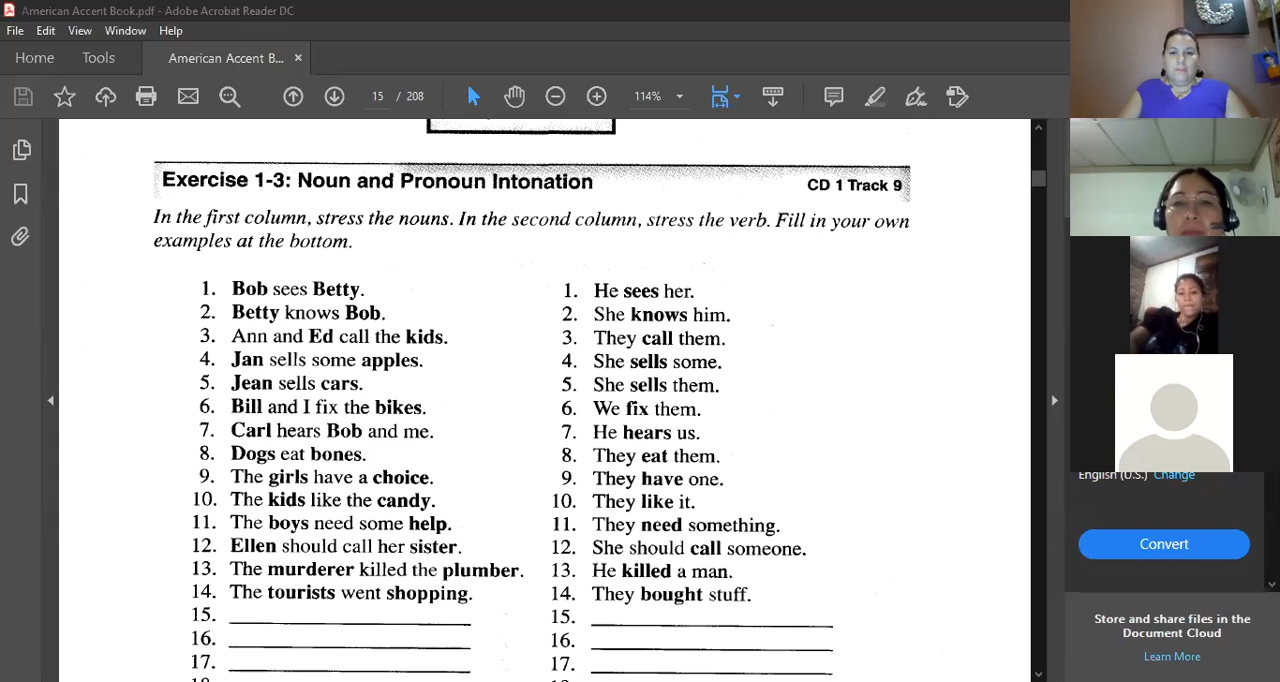 American Accent Book.pdf - Adobe Acrobat Reader DC
File Edit View Window Help
Home Tools American Accent B... ×
15 / 208 114%
Exercise 1-3: Noun and Pronoun Intonation CD 1 Track 9
In the first column, stress the nouns. In the second column, stress the verb. Fill in your own
examples at the bottom.
1. Bob sees Betty.
2. Betty knows Bob.
3. Ann and Ed call the kids.
4. Jan sells some apples.
5. Jean sells cars.
6. Bill and I fix the bikes.
7. Carl hears Bob and me.
8. Dogs eat bones.
9. The girls have a choice.
10. The kids like the candy.
11. The boys need some help.
12. Ellen should call her sister.
13. The murderer killed the plumber.
14. The tourists went shopping.
15.
16.
17.
1. He sees her.
2. She knows him.
3. They call them.
4. She sells some.
5. She sells them.
6. We fix them.
7. He hears us.
8. They eat them.
9. They have one.
10. They like it.
11. They need something.
12. She should call someone.
13. He killed a man.
14. They bought stuff.
15.
16.
17.
English (U.S.) Change
Convert
Store and share files in the
Document Cloud
Learn More